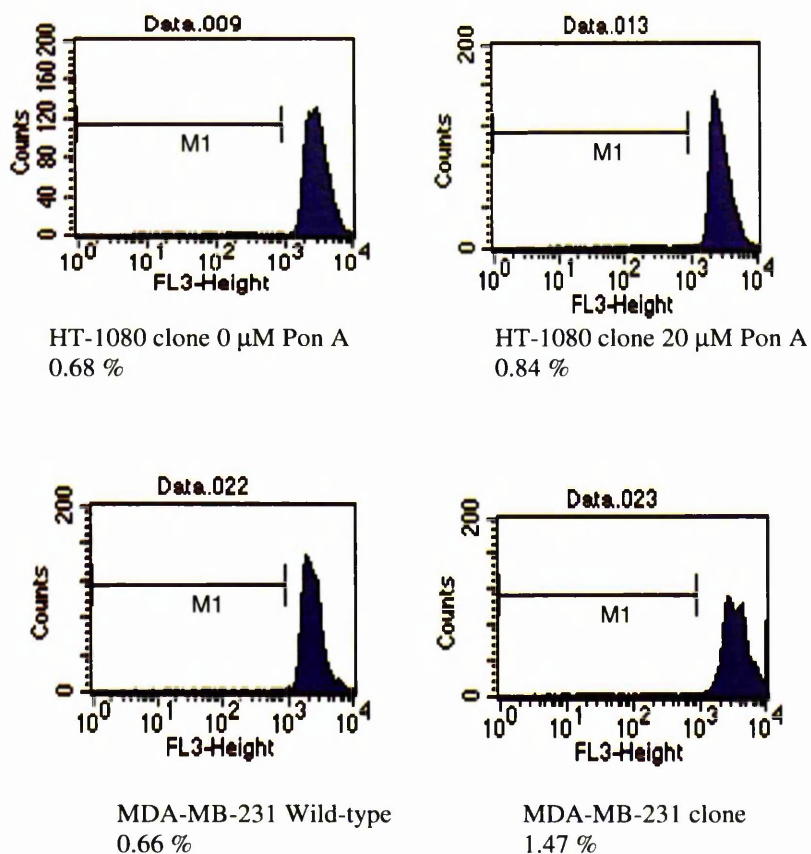 Data.009
Counts
0 40 80 120 160 200
M1
10^0 10^1 10^2 10^3 10^4
FL3-Height
HT-1080 clone 0 µM Pon A
0.68 %
Data.013
Counts
0 200
M1
10^0 10^1 10^2 10^3 10^4
FL3-Height
HT-1080 clone 20 µM Pon A
0.84 %
Data.022
Counts
0 200
M1
10^0 10^1 10^2 10^3 10^4
FL3-Height
MDA-MB-231 Wild-type
0.66 %
Data.023
Counts
0 200
M1
10^0 10^1 10^2 10^3 10^4
FL3-Height
MDA-MB-231 clone
1.47 %